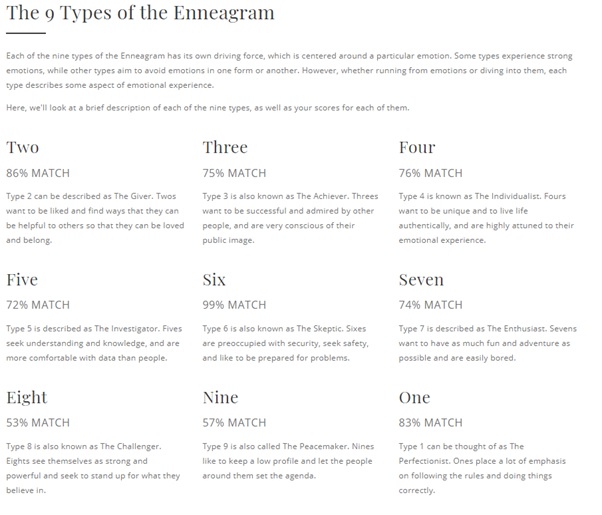 The 9 Types of the Enneagram
Each of the nine types of the Enneagram has its own driving force, which is centered around a particular emotion. Some types experience strong
emotions, while other types aim to avoid emotions in one form or another. However, whether running from emotions or diving into them, each
type describes some aspect of emotional experience.
Here, we'll look at a brief description of each of the nine types, as well as your scores for each of them.
Two
86% MATCH
Type 2 can be described as The Giver. Twos
want to be liked and find ways that they can
be helpful to others so that they can be loved
and belong.
Three
75% MATCH
Type 3 is also known as The Achiever. Threes
want to be successful and admired by other
people, and are very conscious of their
public image.
Four
76% MATCH
Type 4 is known as The Individualist. Fours
want to be unique and to live life
authentically, and are highly attuned to their
emotional experience.
Five
72% MATCH
Type 5 is described as The Investigator. Fives
seek understanding and knowledge, and are
more comfortable with data than people.
Six
99% MATCH
Type 6 is also known as The Skeptic. Sixes
are preoccupied with security, seek safety,
and like to be prepared for problems.
Seven
74% MATCH
Type 7 is described as The Enthusiast. Sevens
want to have as much fun and adventure as
possible and are easily bored.
Eight
53% MATCH
Type 8 is also known as The Challenger.
Eights see themselves as strong and
powerful and seek to stand up for what they
believe in.
Nine
57% MATCH
Type 9 is also called The Peacemaker. Nines
like to keep a low profile and let the people
around them set the agenda.
One
83% MATCH
Type 1 can be thought of as The
Perfectionist. Ones place a lot of emphasis
on following the rules and doing things
correctly.